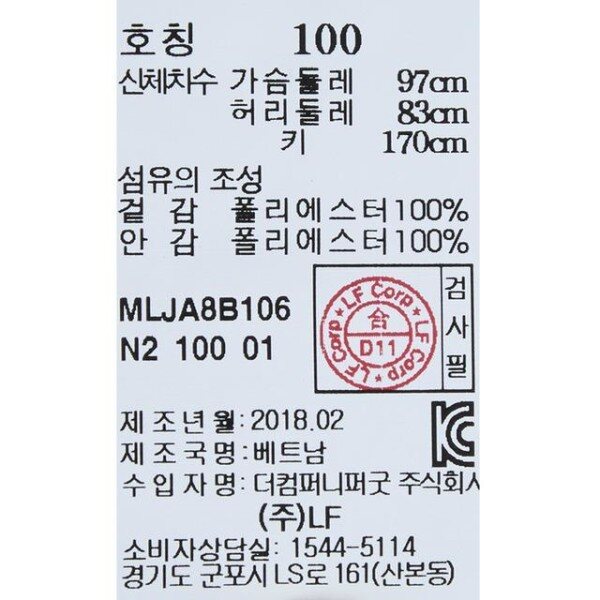 호칭 100
신체치수 가슴둘레 97cm
허리둘레 83cm
키 170cm
섬유의 조성
겉감 폴리에스터100%
안감 폴리에스터100%
MLJA8B106
N2 100 01
LF Corp ★ LF Corp ★ LF Corp ★
合
D11
검사필
제조년월: 2018.02
제조국명: 베트남
수입자명: 더컴퍼니퍼굿 주식회사
(주)LF
소비자상담실: 1544-5114
경기도 군포시 LS로 161(산본동)